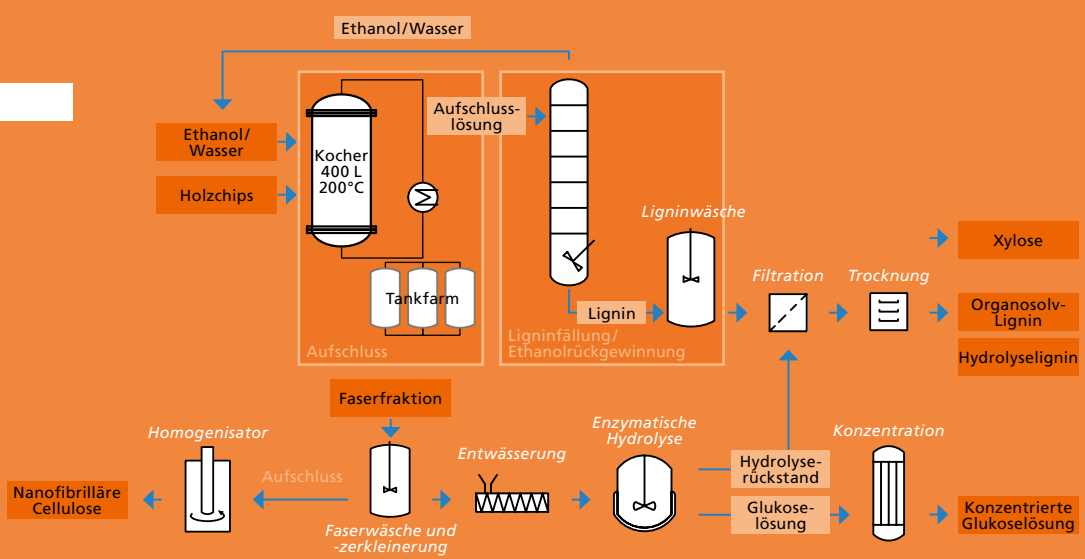 Ethanol/Wasser
Ethanol/
Wasser
Holzchips
Kocher
400 L
200°C
Tankfarm
Aufschluss
Aufschluss-
lösung
Lignin
Ligninfällung/
Ethanolrückgewinnung
Ligninwäsche
Filtration
Trocknung
Xylose
Organosolv-
Lignin
Hydrolyselignin
Faserfraktion
Homogenisator
Nanofibrilläre
Cellulose
Aufschluss
Faserwäsche und
-zerkleinerung
Entwässerung
Enzymatische
Hydrolyse
Hydrolyse-
rückstand
Glukose-
lösung
Konzentration
Konzentrierte
Glukoselösung